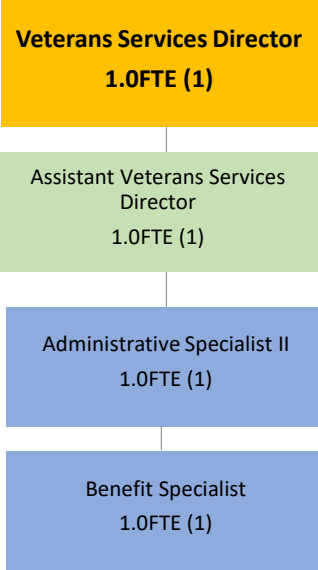 Veterans Services Director
1.0FTE (1)
Assistant Veterans Services
Director
1.0FTE (1)
Administrative Specialist II
1.0FTE (1)
Benefit Specialist
1.0FTE (1)